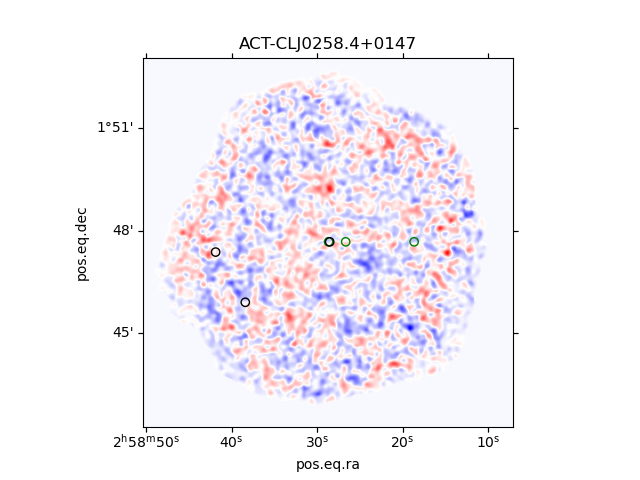 ACT-CLJ0258.4+0147
1°51'
48'
45'
pos.eq.dec
2ʰ58ᵐ50ˢ 40ˢ 30ˢ 20ˢ 10ˢ
pos.eq.ra